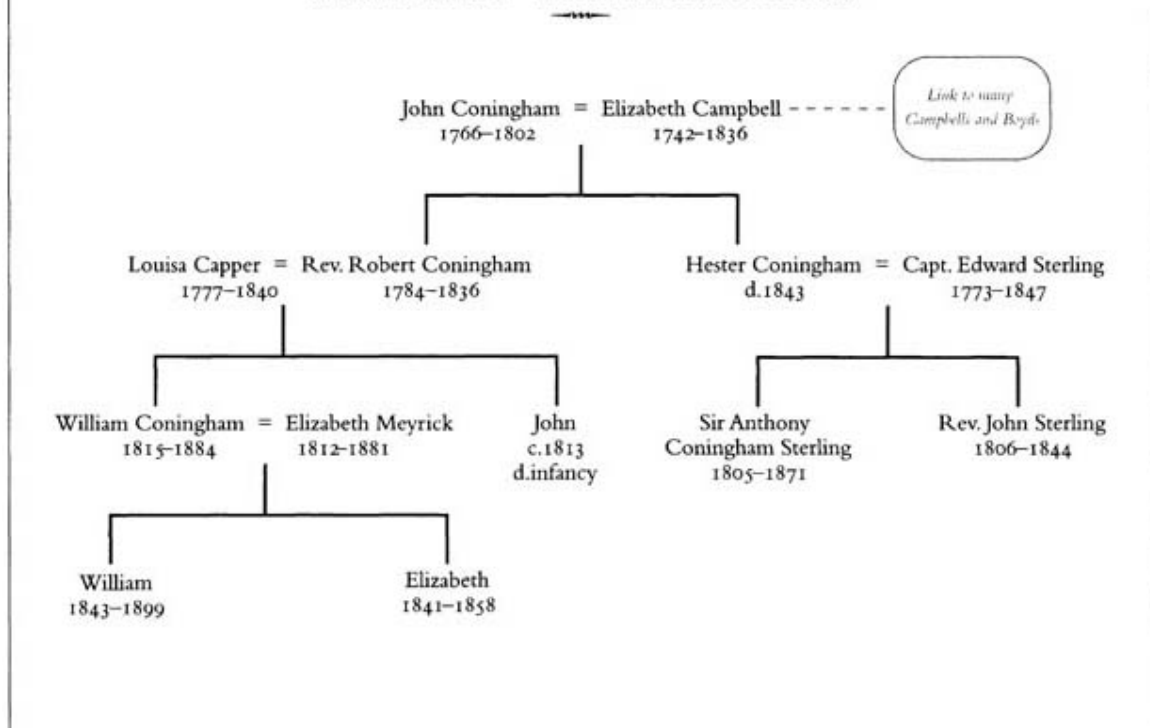 John Coningham = Elizabeth Campbell
1766–1802 1742–1836
Link to many
Campbells and Boyds
Louisa Capper = Rev. Robert Coningham
1777–1840 1784–1836
Hester Coningham = Capt. Edward Sterling
d.1843 1773–1847
William Coningham = Elizabeth Meyrick
1815–1884 1812–1881
John
c.1813
d.infancy
Sir Anthony
Coningham Sterling
1805–1871
Rev. John Sterling
1806–1844
William
1843–1899
Elizabeth
1841–1858